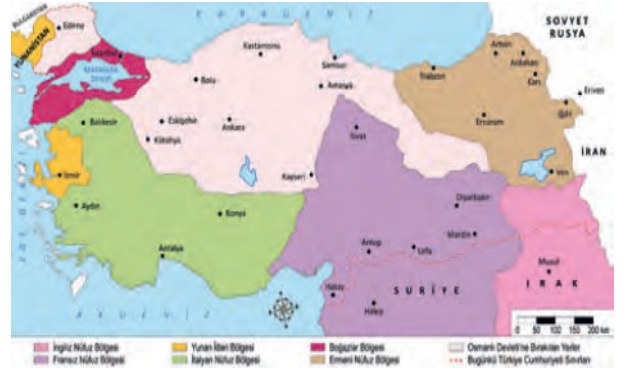 KARADENİZ
BULGARİSTAN
YUNANİSTAN
Edirne
İstanbul
MARMARA
DENİZİ
Kastamonu
Samsun
Bolu
Amasya
Trabzon
Artvin
Ardahan
Kars
SOVYET
RUSYA
Erivan
Iğdır
Balıkesir
Eskişehir
Ankara
Kütahya
Sivas
Erzurum
İRAN
Van
İzmir
Kayseri
EGE DENİZİ
Aydın
Konya
Diyarbakır
Mardin
Antep
Urfa
Antalya
Musul
IRAK
Hatay
SURİYE
Halep
AKDENİZ
0 50 100 150 200 km
İngiliz Nüfuz Bölgesi
Yunan İdari Bölgesi
Boğazlar Bölgesi
Osmanlı Devleti'ne Bırakılan Yerler
Fransız Nüfuz Bölgesi
İtalyan Nüfuz Bölgesi
Ermeni Nüfuz Bölgesi
Bugünkü Türkiye Cumhuriyeti Sınırları